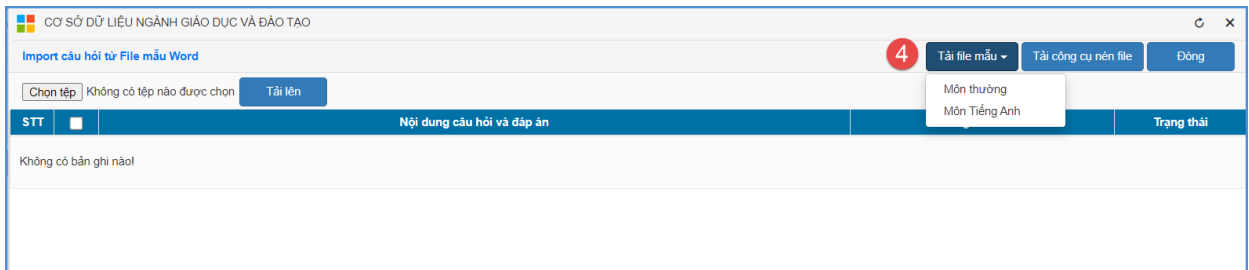 CƠ SỞ DỮ LIỆU NGÀNH GIÁO DỤC VÀ ĐÀO TẠO
Import câu hỏi từ File mẫu Word
4
Tải file mẫu
Tải công cụ nén file
Đóng
Môn thường
Môn Tiếng Anh
Chọn tệp Không có tệp nào được chọn
Tải lên
STT
Nội dung câu hỏi và đáp án
Trạng thái
Không có bản ghi nào!